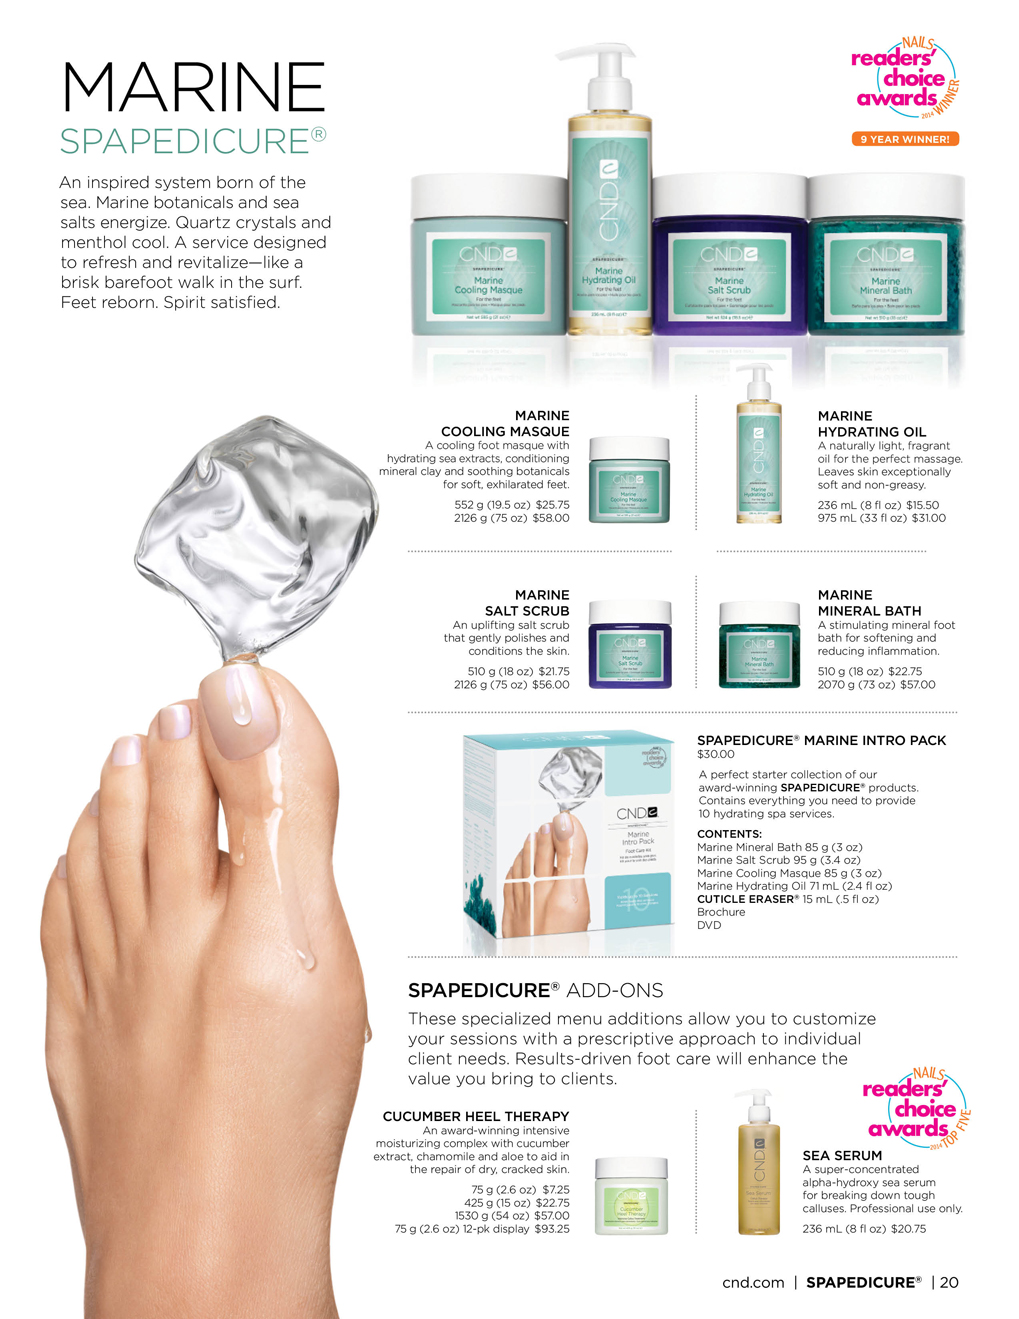 MARINE
SPAPEDICURE®
An inspired system born of the
sea. Marine botanicals and sea
salts energize. Quartz crystals and
menthol cool. A service designed
to refresh and revitalize—like a
brisk barefoot walk in the surf.
Feet reborn. Spirit satisfied.
NAILS
readers'
choice
awards
2014 WINNER
9 YEAR WINNER!
CND
SPAPEDICURE
Marine
Cooling Masque
For the feet
CND
SPAPEDICURE
Marine
Hydrating Oil
For the feet
CND
SPAPEDICURE
Marine
Salt Scrub
For the feet
CND
SPAPEDICURE
Marine
Mineral Bath
For the feet
MARINE
COOLING MASQUE
A cooling foot masque with
hydrating sea extracts, conditioning
mineral clay and soothing botanicals
for soft, exhilarated feet.
552 g (19.5 oz) $25.75
2126 g (75 oz) $58.00
MARINE
HYDRATING OIL
A naturally light, fragrant
oil for the perfect massage.
Leaves skin exceptionally
soft and non-greasy.
236 mL (8 fl oz) $15.50
975 mL (33 fl oz) $31.00
MARINE
SALT SCRUB
An uplifting salt scrub
that gently polishes and
conditions the skin.
510 g (18 oz) $21.75
2126 g (75 oz) $56.00
MARINE
MINERAL BATH
A stimulating mineral foot
bath for softening and
reducing inflammation.
510 g (18 oz) $22.75
2070 g (73 oz) $57.00
CND
Marine
Intro Pack
Foot Care Kit
10
SPAPEDICURE® MARINE INTRO PACK
$30.00
A perfect starter collection of our
award-winning SPAPEDICURE® products.
Contains everything you need to provide
10 hydrating spa services.
CONTENTS:
Marine Mineral Bath 85 g (3 oz)
Marine Salt Scrub 95 g (3.4 oz)
Marine Cooling Masque 85 g (3 oz)
Marine Hydrating Oil 71 mL (2.4 fl oz)
CUTICLE ERASER® 15 mL (.5 fl oz)
Brochure
DVD
SPAPEDICURE® ADD-ONS
These specialized menu additions allow you to customize
your sessions with a prescriptive approach to individual
client needs. Results-driven foot care will enhance the
value you bring to clients.
CUCUMBER HEEL THERAPY
An award-winning intensive
moisturizing complex with cucumber
extract, chamomile and aloe to aid in
the repair of dry, cracked skin.
75 g (2.6 oz) $7.25
425 g (15 oz) $22.75
1530 g (54 oz) $57.00
75 g (2.6 oz) 12-pk display $93.25
CND
Cucumber
Heel Therapy
CND
Sea Serum
NAILS
readers'
choice
awards
2014 TOP FIVE
SEA SERUM
A super-concentrated
alpha-hydroxy sea serum
for breaking down tough
calluses. Professional use only.
236 mL (8 fl oz) $20.75
cnd.com | SPAPEDICURE® | 20